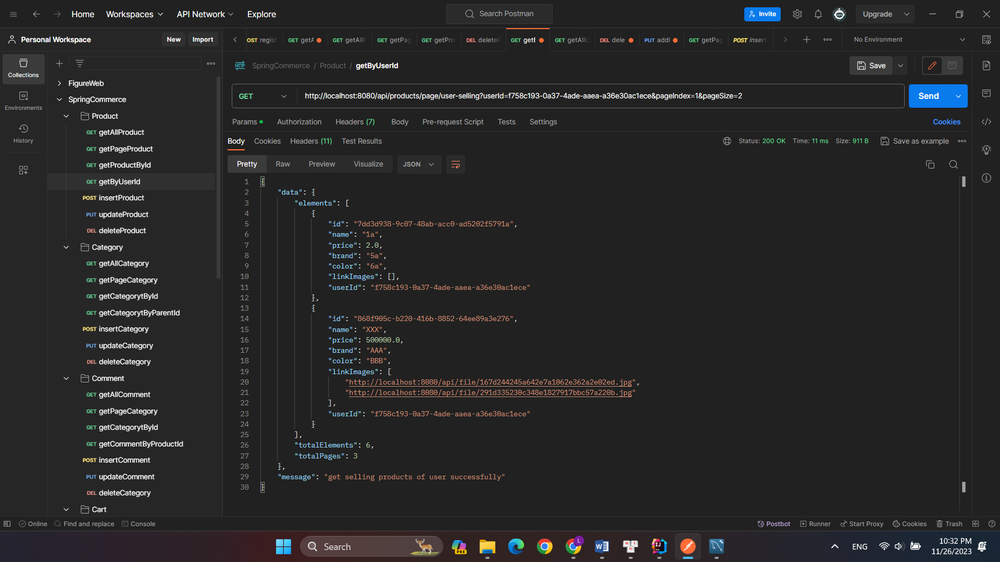 Home Workspaces API Network Explore Search Postman Invite Upgrade
Personal Workspace New Import
OST regist GET getA GET getAllP GET getPag GET getPro DEL deleteP GET getE GET getAllU DEL dele PUT addI GET getPag POST insert No Environment
Collections
Environments
History
FigureWeb
SpringCommerce
Product
GET getAllProduct
GET getPageProduct
GET getProductById
GET getByUserId
POST insertProduct
PUT updateProduct
DEL deleteProduct
Category
GET getAllCategory
GET getPageCategory
GET getCategorytById
GET getCategorytByParentId
POST insertCategory
PUT updateCategory
DEL deleteCategory
Comment
GET getAllComment
GET getPageCategory
GET getCategorytById
GET getCommentByProductId
POST insertComment
PUT updateComment
DEL deleteCategory
Cart
HTTP SpringCommerce / Product / getByUserId Save
GET http://localhost:8080/api/products/page/user-selling?userId=f758c193-0a37-4ade-aaea-a36e30ac1ece&pageIndex=1&pageSize=2 Send
Params Authorization Headers (7) Body Pre-request Script Tests Settings Cookies
Body Cookies Headers (11) Test Results Status: 200 OK Time: 11 ms Size: 911 B Save as example
Pretty Raw Preview Visualize JSON
1 {
2 "data": {
3 "elements": [
4 {
5 "id": "7dd3d938-9c07-48ab-acc0-ad5202f5791a",
6 "name": "1a",
7 "price": 2.0,
8 "brand": "5a",
9 "color": "6a",
10 "linkImages": [],
11 "userId": "f758c193-0a37-4ade-aaea-a36e30ac1ece"
12 },
13 {
14 "id": "868f905c-b220-416b-8852-64ee89a3e276",
15 "name": "XXX",
16 "price": 500000.0,
17 "brand": "AAA",
18 "color": "BBB",
19 "linkImages": [
20 "http://localhost:8080/api/file/167d244245a642e7a1062e362a2e02ed.jpg",
21 "http://localhost:8080/api/file/291d335230c348e1827917bbc57a220b.jpg"
22 ],
23 "userId": "f758c193-0a37-4ade-aaea-a36e30ac1ece"
24 }
25 ],
26 "totalElements": 6,
27 "totalPages": 3
28 },
29 "message": "get selling products of user successfully"
30 }
Online Find and replace Console Postbot Runner Start Proxy Cookies Trash
Search PRE L W IJ ENG 10:32 PM
11/26/2023